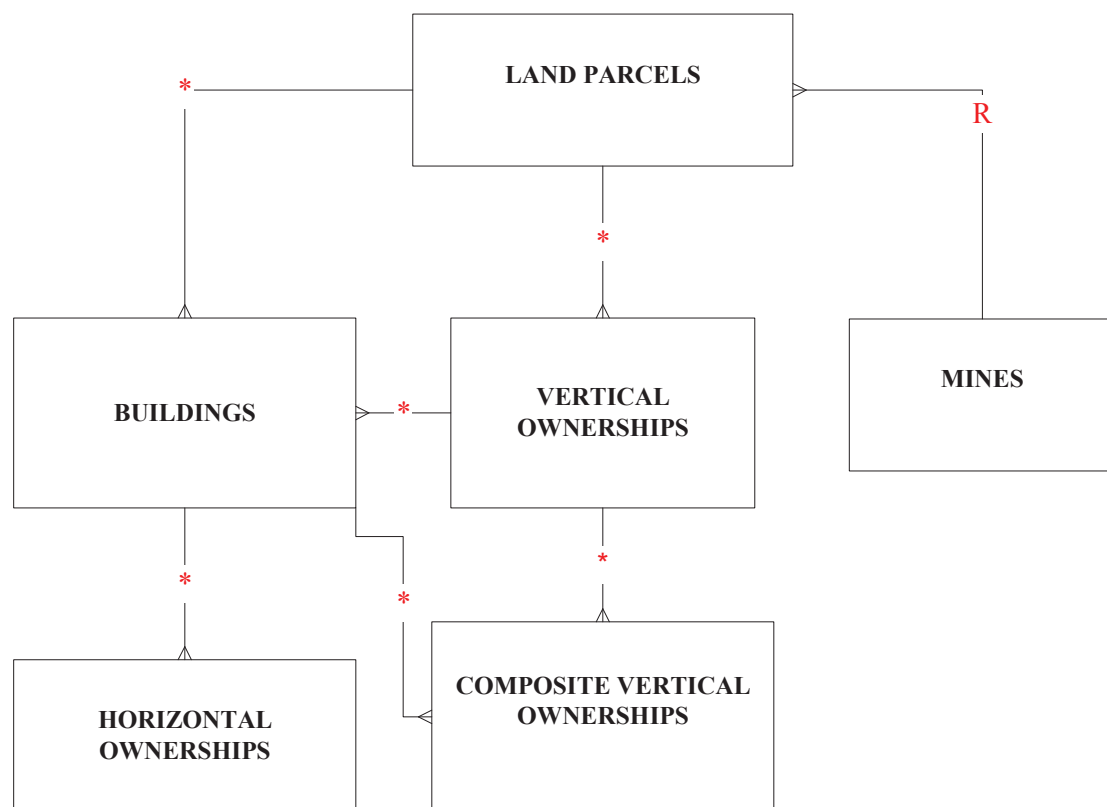 LAND PARCELS
*
R
*
BUILDINGS
*
VERTICAL
OWNERSHIPS
MINES
*
*
*
HORIZONTAL
OWNERSHIPS
COMPOSITE VERTICAL
OWNERSHIPS